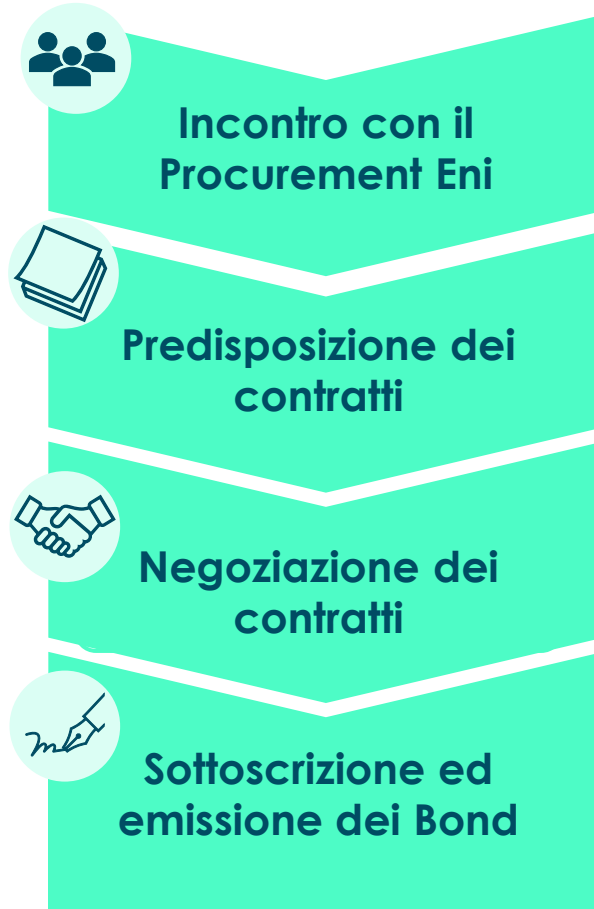 Incontro con il
Procurement Eni
Predisposizione dei
contratti
Negoziazione dei
contratti
Sottoscrizione ed
emissione dei Bond